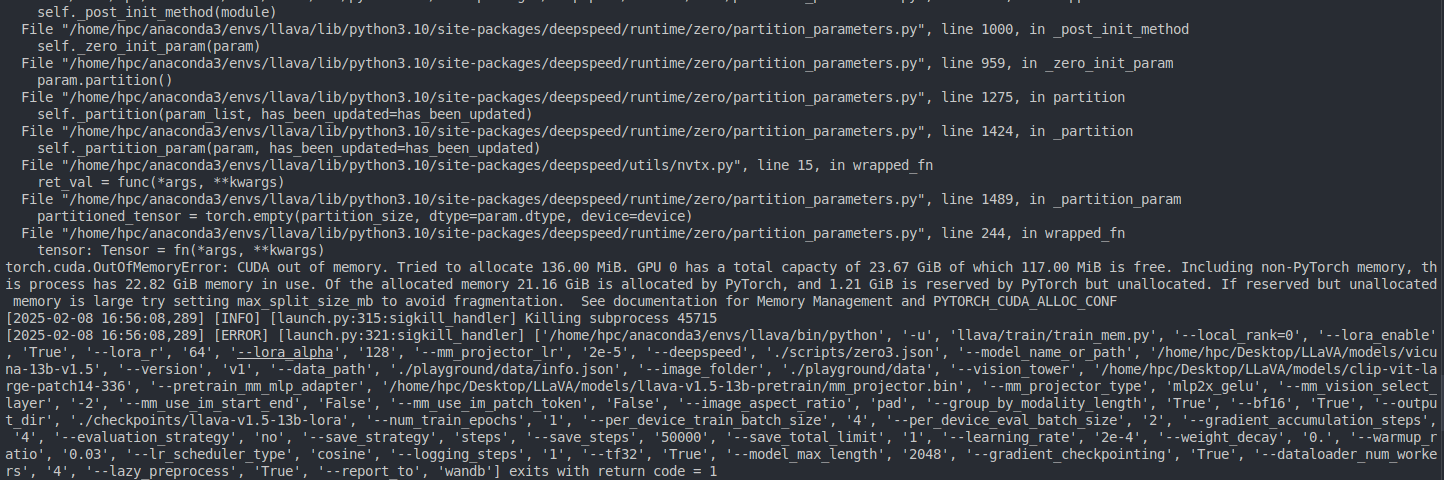 self._post_init_method(module)
File "/home/hpc/anaconda3/envs/llava/lib/python3.10/site-packages/deepspeed/runtime/zero/partition_parameters.py", line 1000, in _post_init_method
self._zero_init_param(param)
File "/home/hpc/anaconda3/envs/llava/lib/python3.10/site-packages/deepspeed/runtime/zero/partition_parameters.py", line 959, in _zero_init_param
param.partition()
File "/home/hpc/anaconda3/envs/llava/lib/python3.10/site-packages/deepspeed/runtime/zero/partition_parameters.py", line 1275, in partition
self._partition(param_list, has_been_updated=has_been_updated)
File "/home/hpc/anaconda3/envs/llava/lib/python3.10/site-packages/deepspeed/runtime/zero/partition_parameters.py", line 1424, in _partition
self._partition_param(param, has_been_updated=has_been_updated)
File "/home/hpc/anaconda3/envs/llava/lib/python3.10/site-packages/deepspeed/utils/nvtx.py", line 15, in wrapped_fn
ret_val = func(*args, **kwargs)
File "/home/hpc/anaconda3/envs/llava/lib/python3.10/site-packages/deepspeed/runtime/zero/partition_parameters.py", line 1489, in _partition_param
partitioned_tensor = torch.empty(partition_size, dtype=param.dtype, device=device)
File "/home/hpc/anaconda3/envs/llava/lib/python3.10/site-packages/deepspeed/runtime/zero/partition_parameters.py", line 244, in wrapped_fn
tensor: Tensor = fn(*args, **kwargs)
torch.cuda.OutOfMemoryError: CUDA out of memory. Tried to allocate 136.00 MiB. GPU 0 has a total capacity of 23.67 GiB of which 117.00 MiB is free. Including non-PyTorch memory, th
is process has 22.82 GiB memory in use. Of the allocated memory 21.16 GiB is allocated by PyTorch, and 1.21 GiB is reserved by PyTorch but unallocated. If reserved but unallocated
memory is large try setting max_split_size_mb to avoid fragmentation.  See documentation for Memory Management and PYTORCH_CUDA_ALLOC_CONF
[2025-02-08 16:56:08,289] [INFO] [launch.py:315:sigkill_handler] Killing subprocess 45715
[2025-02-08 16:56:08,289] [ERROR] [launch.py:321:sigkill_handler] ['/home/hpc/anaconda3/envs/llava/bin/python', '-u', 'llava/train/train_mem.py', '--local_rank=0', '--lora_enable'
, 'True', '--lora_r', '64', '--lora_alpha', '128', '--mm_projector_lr', '2e-5', '--deepspeed', './scripts/zero3.json', '--model_name_or_path', '/home/hpc/Desktop/LLaVA/models/vicu
na-13b-v1.5', '--version', 'v1', '--data_path', './playground/data/info.json', '--image_folder', './playground/data', '--vision_tower', '/home/hpc/Desktop/LLaVA/models/clip-vit-la
rge-patch14-336', '--pretrain_mm_mlp_adapter', '/home/hpc/Desktop/LLaVA/models/llava-v1.5-13b-pretrain/mm_projector.bin', '--mm_projector_type', 'mlp2x_gelu', '--mm_vision_select_
layer', '-2', '--mm_use_im_start_end', 'False', '--mm_use_im_patch_token', 'False', '--image_aspect_ratio', 'pad', '--group_by_modality_length', 'True', '--bf16', 'True', '--outpu
t_dir', './checkpoints/llava-v1.5-13b-lora', '--num_train_epochs', '1', '--per_device_train_batch_size', '4', '--per_device_eval_batch_size', '2', '--gradient_accumulation_steps',
'4', '--evaluation_strategy', 'no', '--save_strategy', 'steps', '--save_steps', '50000', '--save_total_limit', '1', '--learning_rate', '2e-4', '--weight_decay', '0.', '--warmup_r
atio', '0.03', '--lr_scheduler_type', 'cosine', '--logging_steps', '1', '--tf32', 'True', '--model_max_length', '2048', '--gradient_checkpointing', 'True', '--dataloader_num_worke
rs', '4', '--lazy_preprocess', 'True', '--report_to', 'wandb'] exits with return code = 1